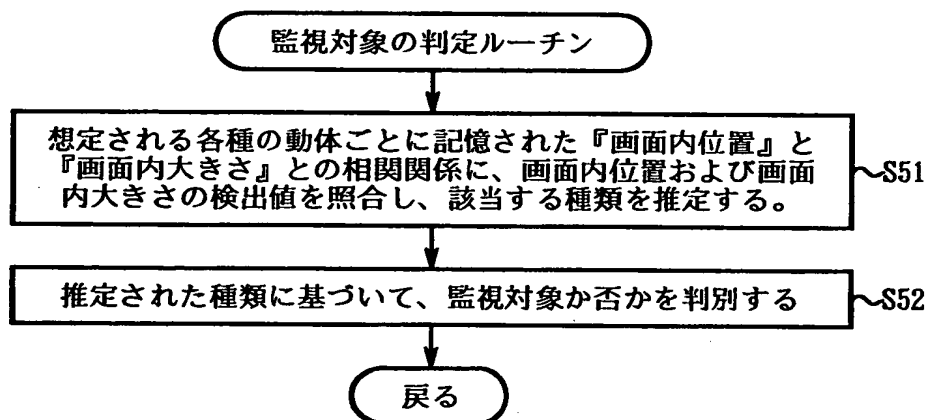 監視対象の判定ルーチン
想定される各種の動体ごとに記憶された『画面内位置』と
『画面内大きさ』との相関関係に、画面内位置および画面
内大きさの検出値を照合し、該当する種類を推定する。
S51
推定された種類に基づいて、監視対象か否かを判別する
S52
戻る